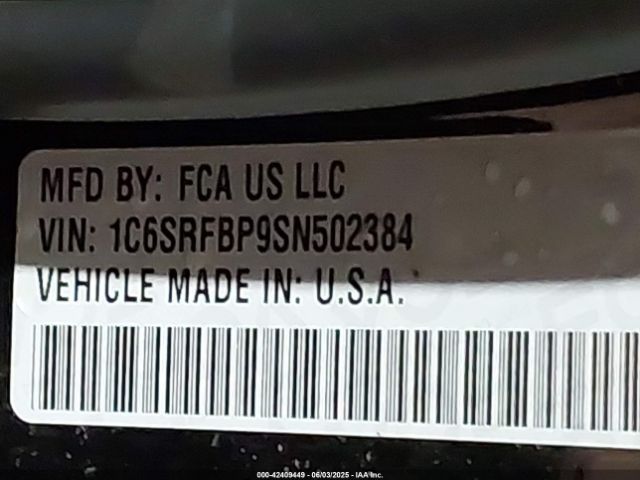 MFD BY: FCA US LLC
VIN: 1C6SRFBP9SN502384
VEHICLE MADE IN: U.S.A.
000-42409449 - 06/03/2025 - IAA Inc.